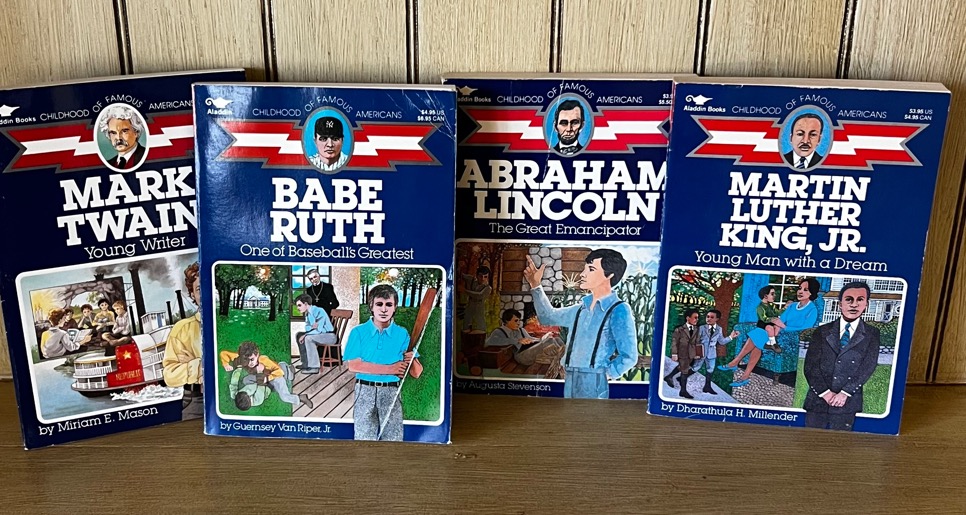 Aladdin Books
CHILDHOOD OF FAMOUS AMERICANS
MARK
TWAIN
Young Writer
by Miriam E. Mason
Aladdin Books
CHILDHOOD OF FAMOUS AMERICANS
$4.95 US
$6.95 CAN
BABE
RUTH
One of Baseball's Greatest
by Guernsey Van Riper, Jr.
Aladdin Books
CHILDHOOD OF FAMOUS AMERICANS
ABRAHAM
LINCOLN
The Great Emancipator
by Augusta Stevenson
Aladdin Books
CHILDHOOD OF FAMOUS AMERICANS
$3.95 US
$4.95 CAN
MARTIN
LUTHER
KING, JR.
Young Man with a Dream
by Dharathula H. Millender